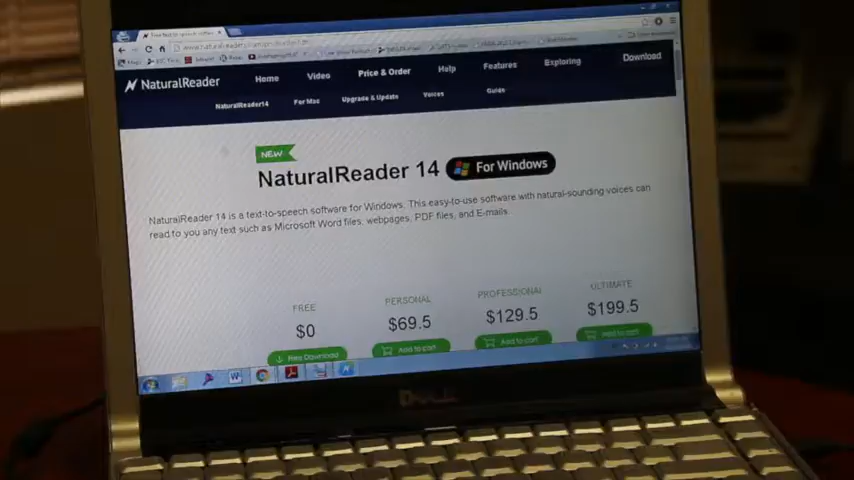 NaturalReader
Home Video Price & Order Help Features Exploring Download
NaturalReader14 For Mac Upgrade & Update Voices Guide
NEW
NaturalReader 14 For Windows
NaturalReader 14 is a text-to-speech software for Windows. This easy-to-use software with natural-sounding voices can
read to you any text such as Microsoft Word files, webpages, PDF files, and E-mails.
FREE PERSONAL PROFESSIONAL ULTIMATE
$0 $69.5 $129.5 $199.5
Free Download Add to cart Add to cart Add to cart
DELL